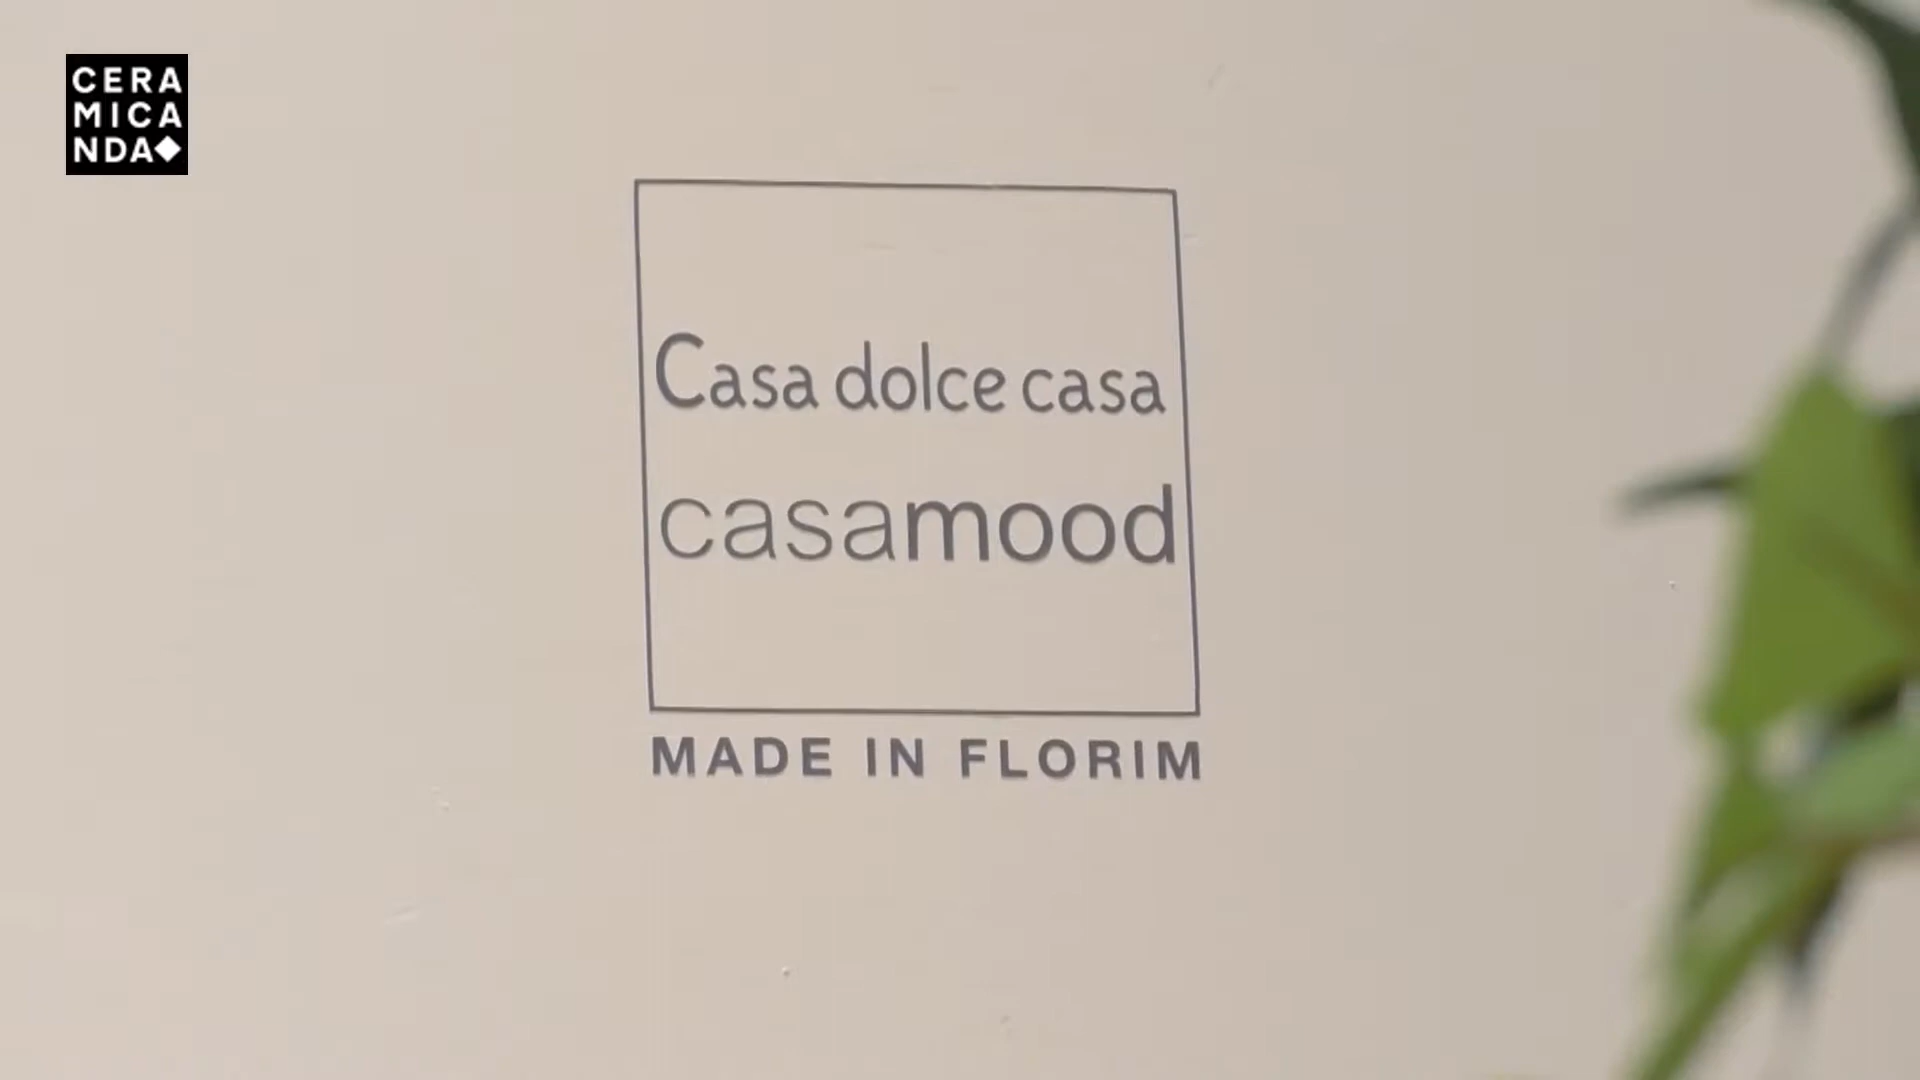 CERA
MICA
NDA
Casa dolce casa
casamood
MADE IN FLORIM